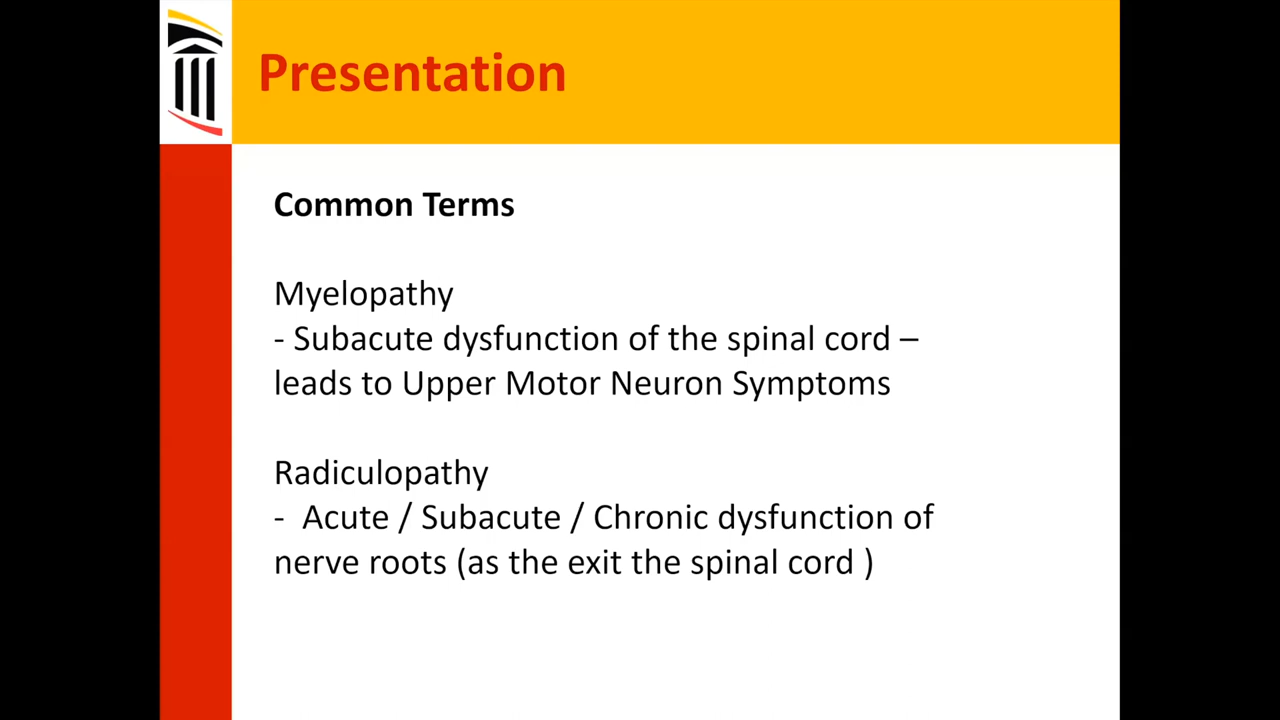 Presentation
Common Terms
Myelopathy
- Subacute dysfunction of the spinal cord –
leads to Upper Motor Neuron Symptoms
Radiculopathy
- Acute / Subacute / Chronic dysfunction of
nerve roots (as the exit the spinal cord )